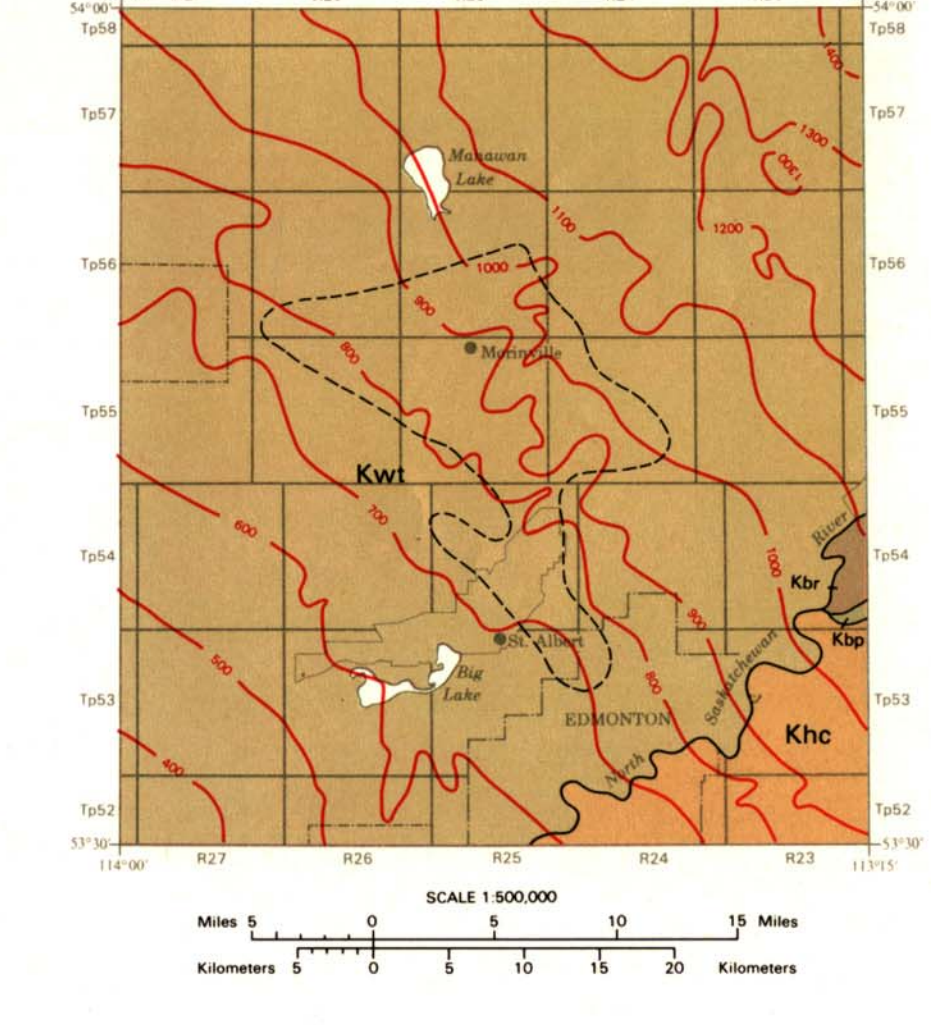 54°00'
54°00'
Tp58
Tp58
1400
Tp57
Tp57
1300
Manawan
Lake
1300
1100
1200
Tp56
Tp56
1000
900
800
Morinville
Tp55
Tp55
Kwt
700
600
River
Tp54
Tp54
1000
Kbr
900
Kbp
St. Albert
500
Big
Lake
800
Saskatchewan
Tp53
Tp53
EDMONTON
Khc
North
400
Tp52
Tp52
53°30'
53°30'
114°00'
R27
R26
R25
R24
R23
113°15'
SCALE 1:500,000
Miles 5 0 5 10 15 Miles
Kilometers 5 0 5 10 15 20 Kilometers